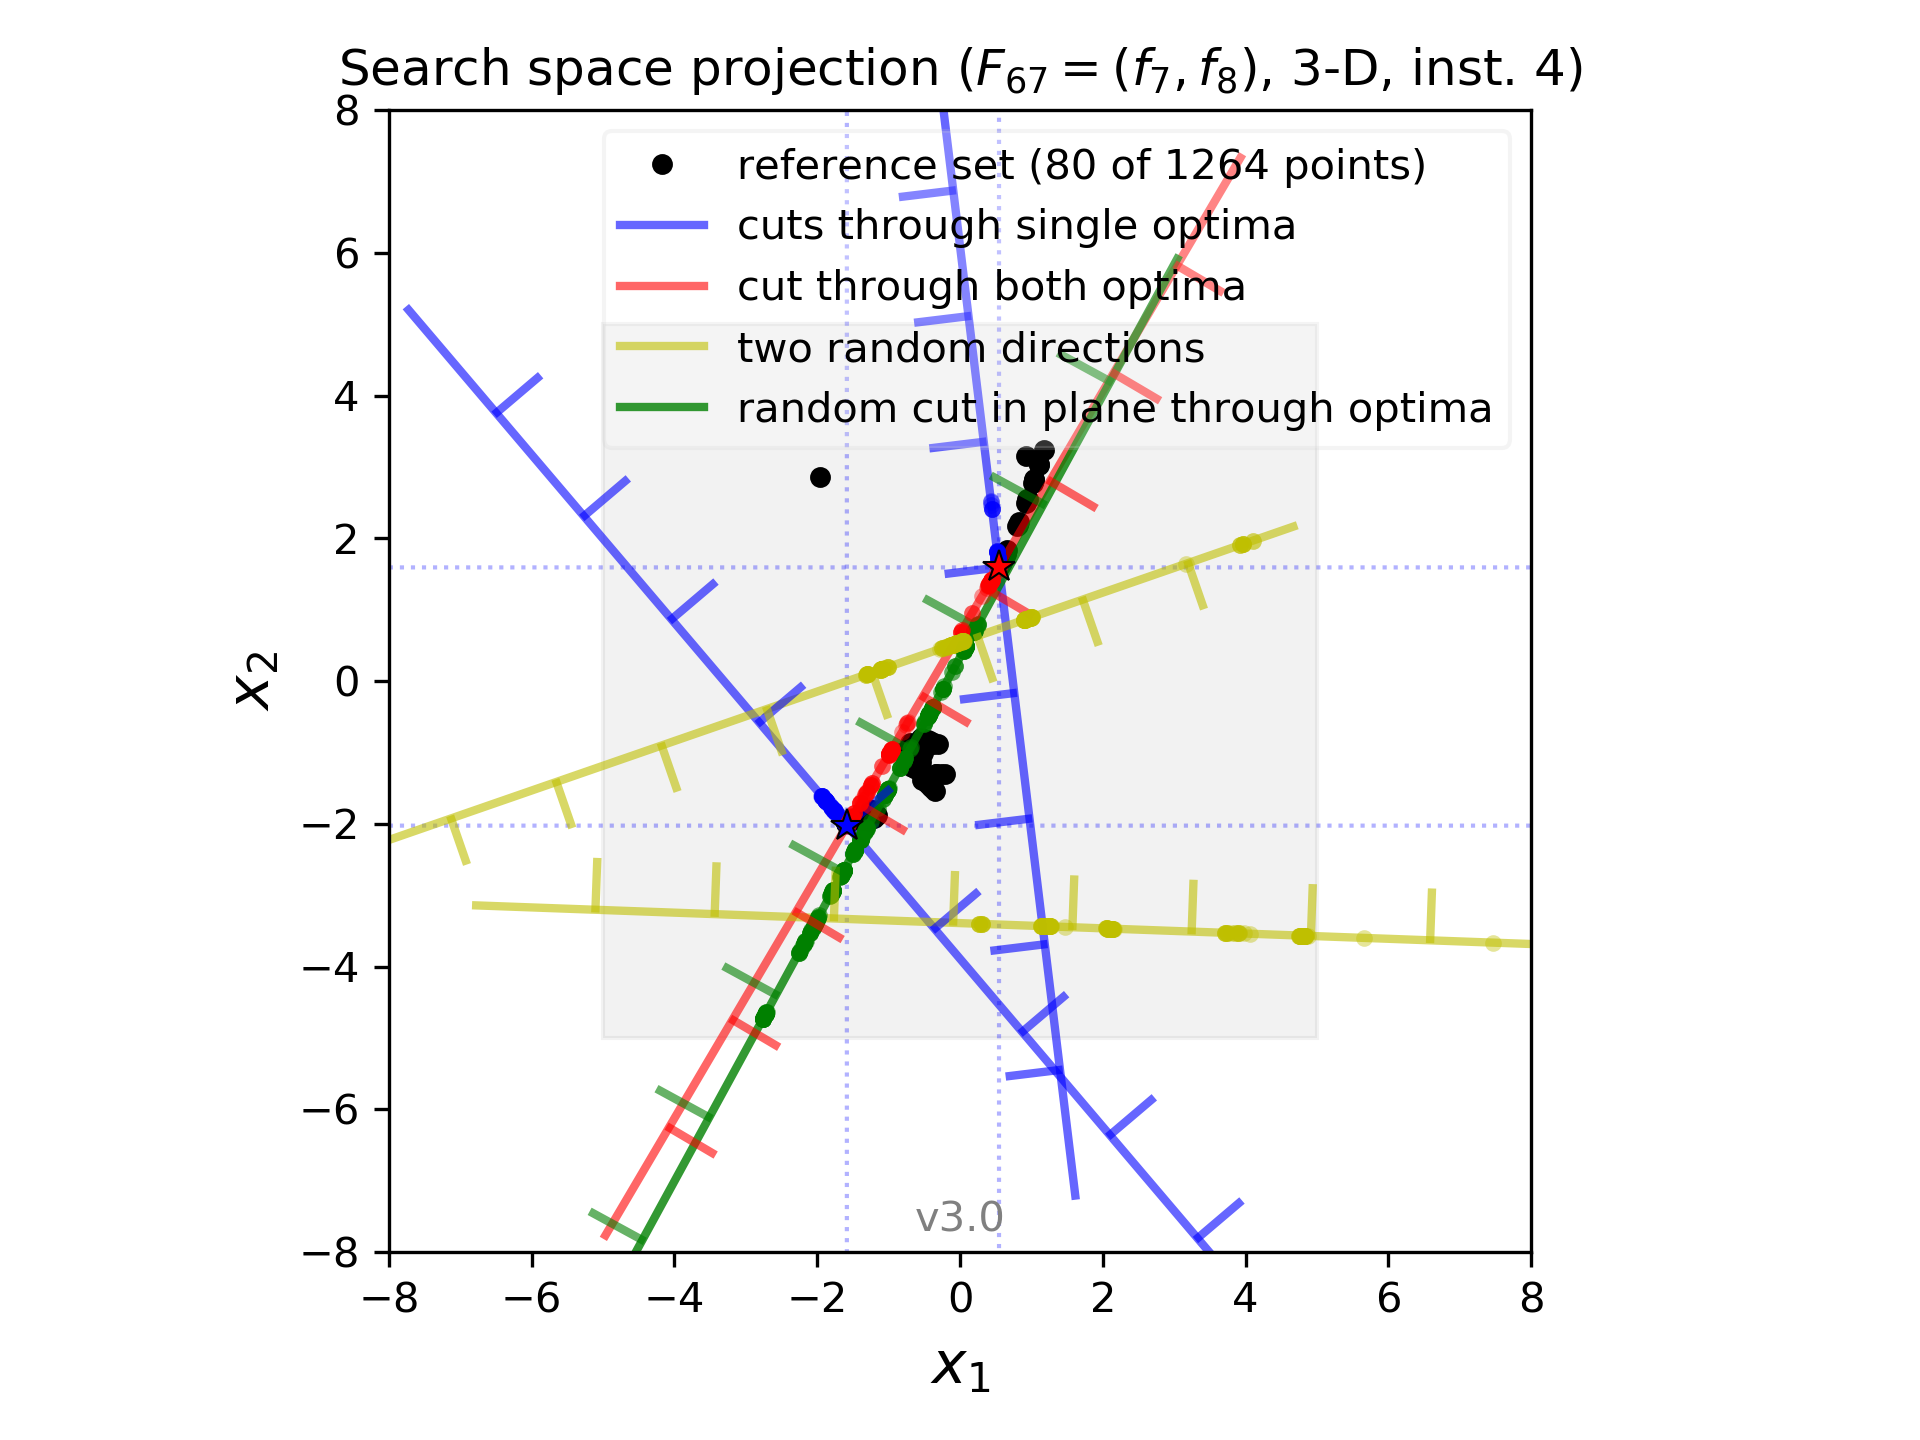 Search space projection (F67 = (f7, f8), 3-D, inst. 4)
reference set (80 of 1264 points)
cuts through single optima
cut through both optima
two random directions
random cut in plane through optima
8
6
4
2
0
−2
−4
−6
−8
x2
v3.0
−8 −6 −4 −2 0 2 4 6 8
x1